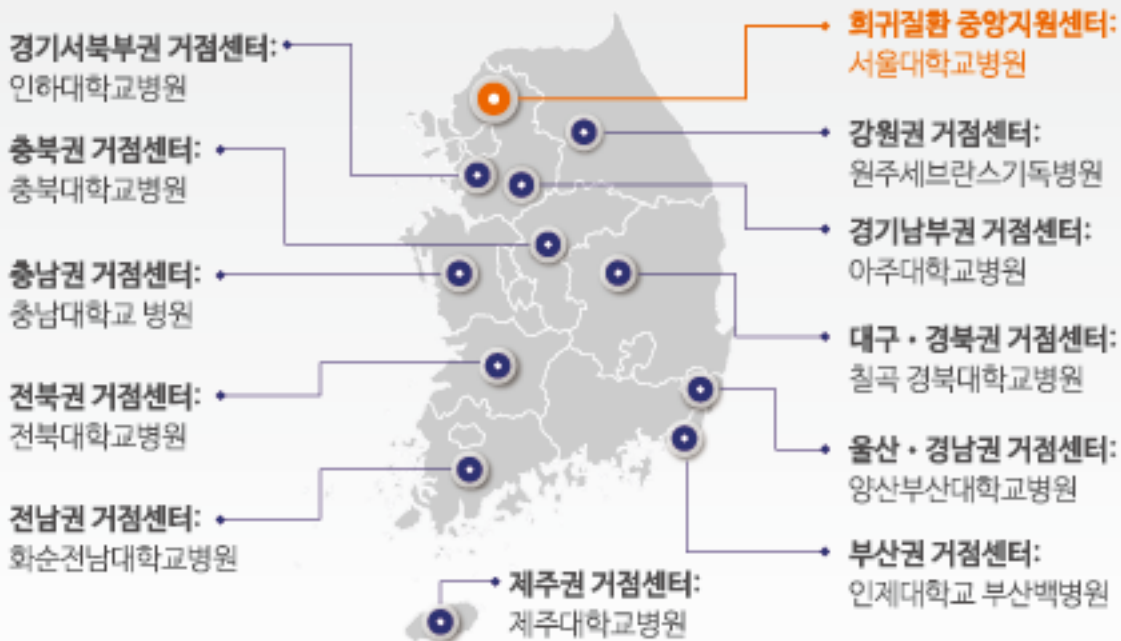 경기서북부권 거점센터:
인하대학교병원
충북권 거점센터:
충북대학교병원
충남권 거점센터:
충남대학교 병원
전북권 거점센터:
전북대학교병원
전남권 거점센터:
화순전남대학교병원
제주권 거점센터:
제주대학교병원
희귀질환 중앙지원센터:
서울대학교병원
강원권 거점센터:
원주세브란스기독병원
경기남부권 거점센터:
아주대학교병원
대구・경북권 거점센터:
칠곡 경북대학교병원
울산・경남권 거점센터:
양산부산대학교병원
부산권 거점센터:
인제대학교 부산백병원